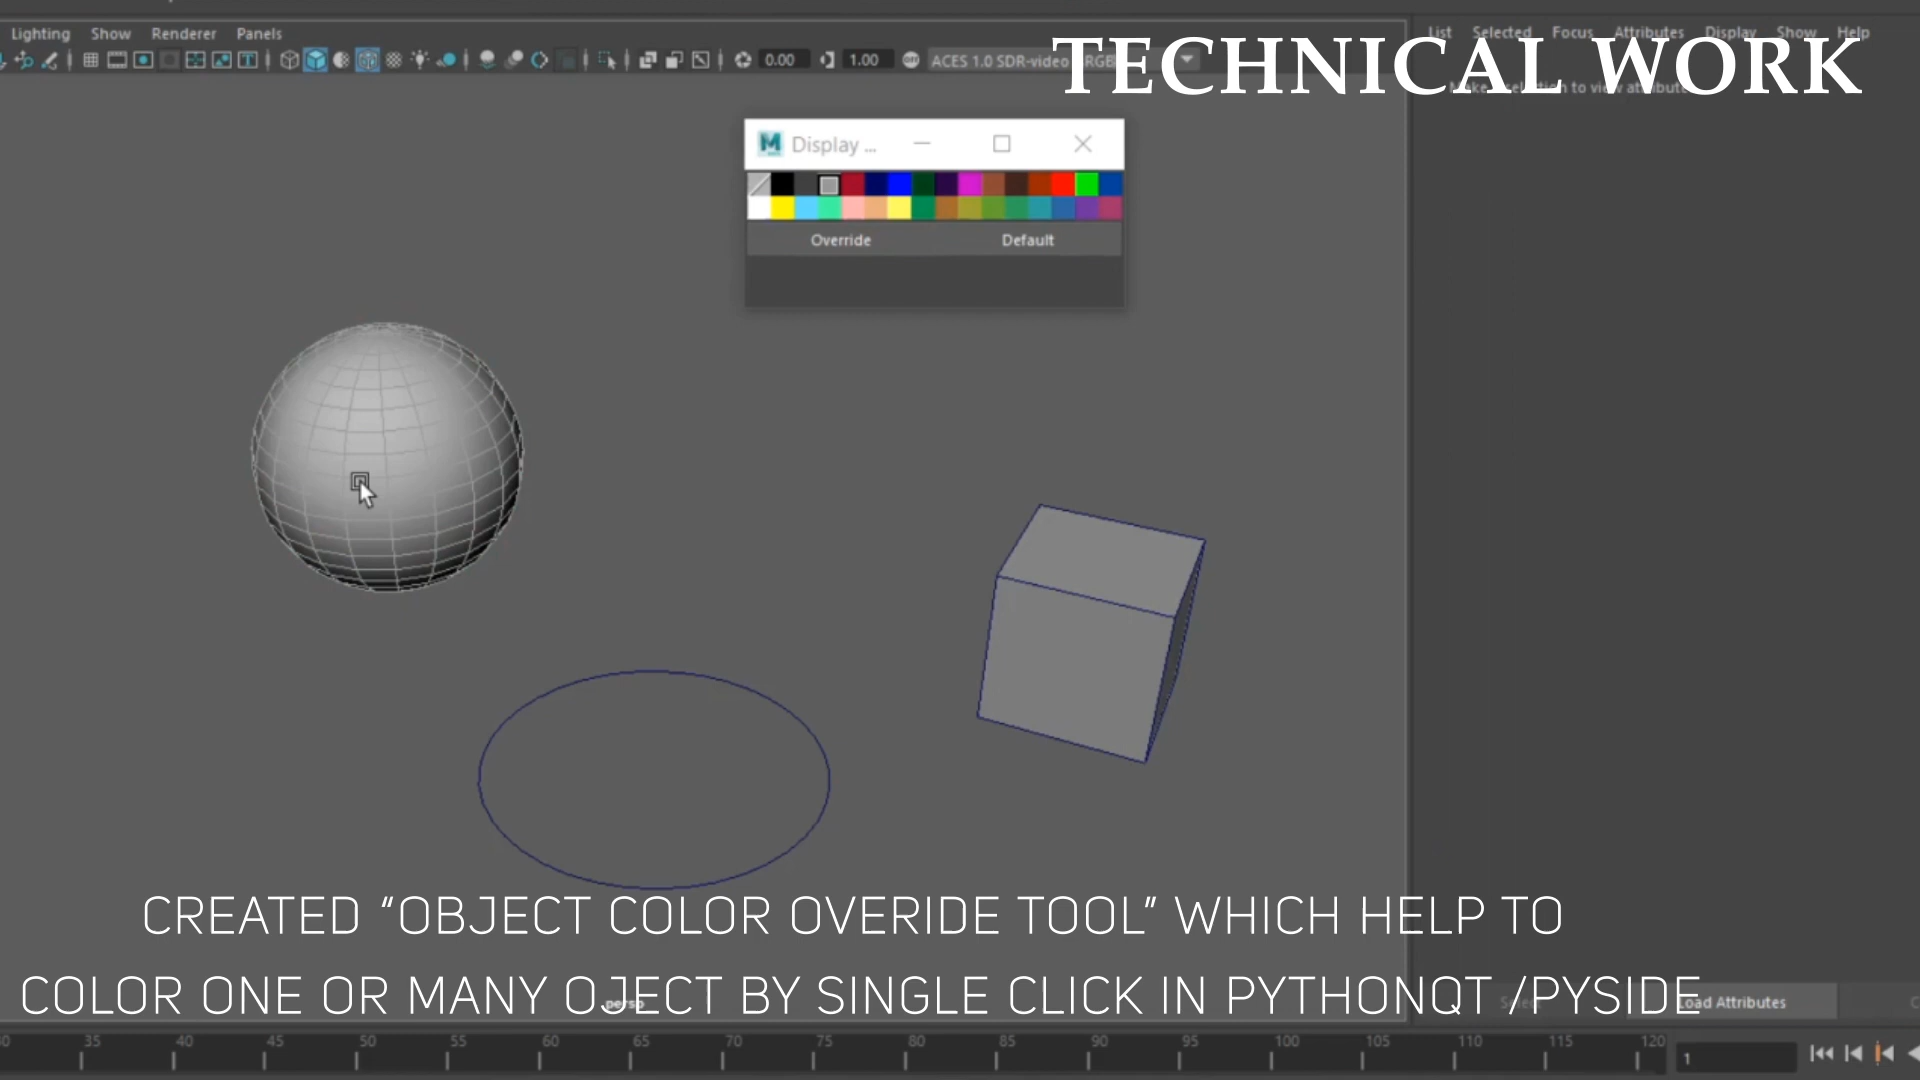 Lighting Show Renderer Panels
List Selected Focus Attributes Display Show Help
0.00 1.00 ACES 1.0 SDR-video
TECHNICAL WORK
Display ...
Override Default
CREATED “OBJECT COLOR OVERIDE TOOL” WHICH HELP TO
COLOR ONE OR MANY OJECT BY SINGLE CLICK IN PYTHONQT /PYSIDE
persp
Load Attributes
35 40 45 50 55 60 65 70 75 80 85 90 95 100 105 110 115 120
1